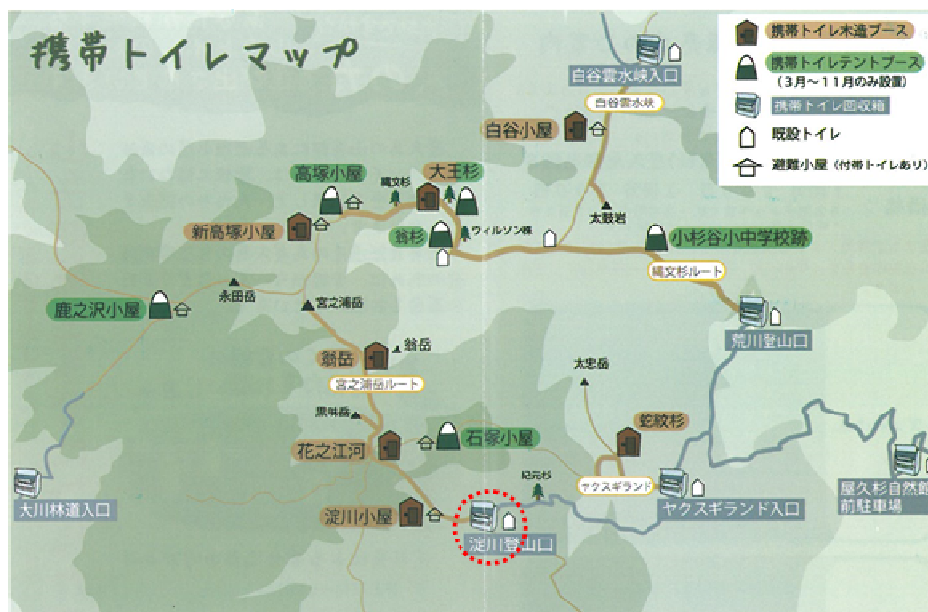 携帯トイレマップ
携帯トイレ木造ブース
携帯トイレテントブース
(3月~11月のみ設置)
携帯トイレ回収箱
既設トイレ
避難小屋(付帯トイレあり)
白谷雲水峡入口
白谷雲水峡
白谷小屋
高塚小屋
縄文杉
大王杉
新高塚小屋
翁杉
ウィルソン株
太鼓岩
小杉谷小中学校跡
縄文杉ルート
鹿之沢小屋
永田岳
宮之浦岳
荒川登山口
翁岳
翁岳
宮之浦岳ルート
太忠岳
黒味岳
蛇紋杉
花之江河
石塚小屋
紀元杉
ヤクスギランド
大川林道入口
ヤクスギランド入口
屋久杉自然館
前駐車場
淀川小屋
淀川登山口